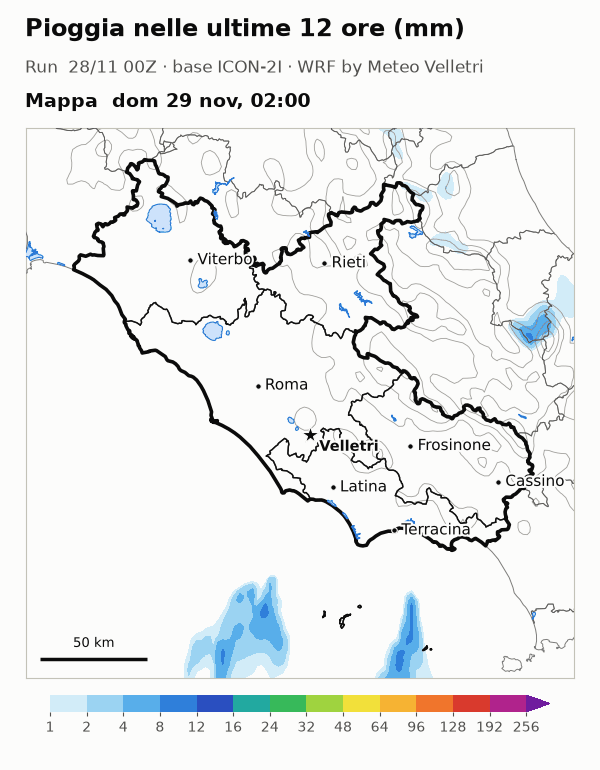 Pioggia nelle ultime 12 ore (mm)
Run  28/11 00Z · base ICON-2I · WRF by Meteo Velletri
Mappa  dom 29 nov, 02:00
Viterbo
Rieti
Roma
Velletri
Frosinone
Latina
Cassino
Terracina
50 km
1 2 4 8 12 16 24 32 48 64 96 128 192 256